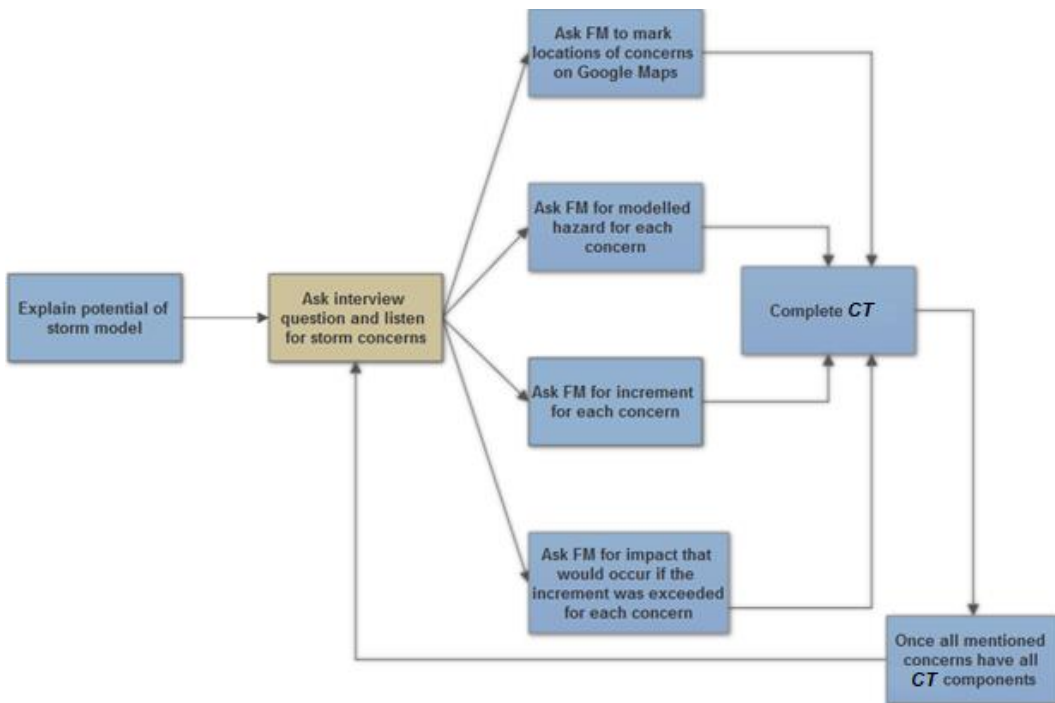 Ask FM to mark
locations of concerns
on Google Maps
Ask FM for modelled
hazard for each
concern
Explain potential of
storm model
Ask interview
question and listen
for storm concerns
Complete CT
Ask FM for increment
for each concern
Ask FM for impact that
would occur if the
increment was exceeded
for each concern
Once all mentioned
concerns have all
CT components